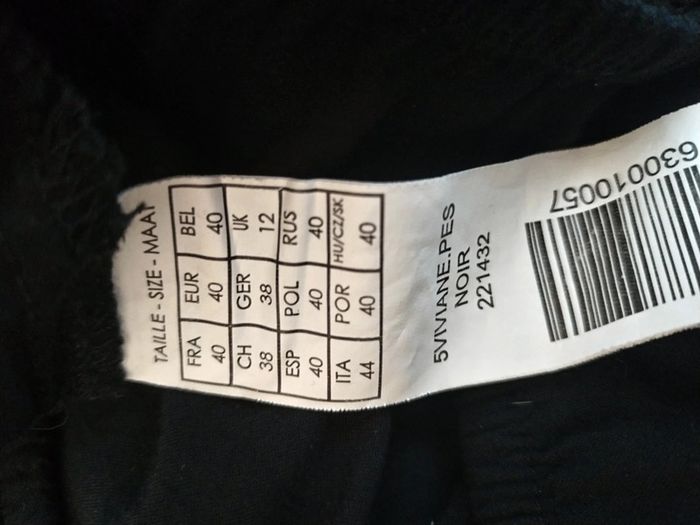 TAILLE - SIZE - MAA
FRA EUR BEL
40 40 40
CH GER UK
38 38 12
ESP POL RUS
40 40 40
ITA POR HU/CZ/SK
44 40 40
5VIVIANE.PES
NOIR
221432
630010057